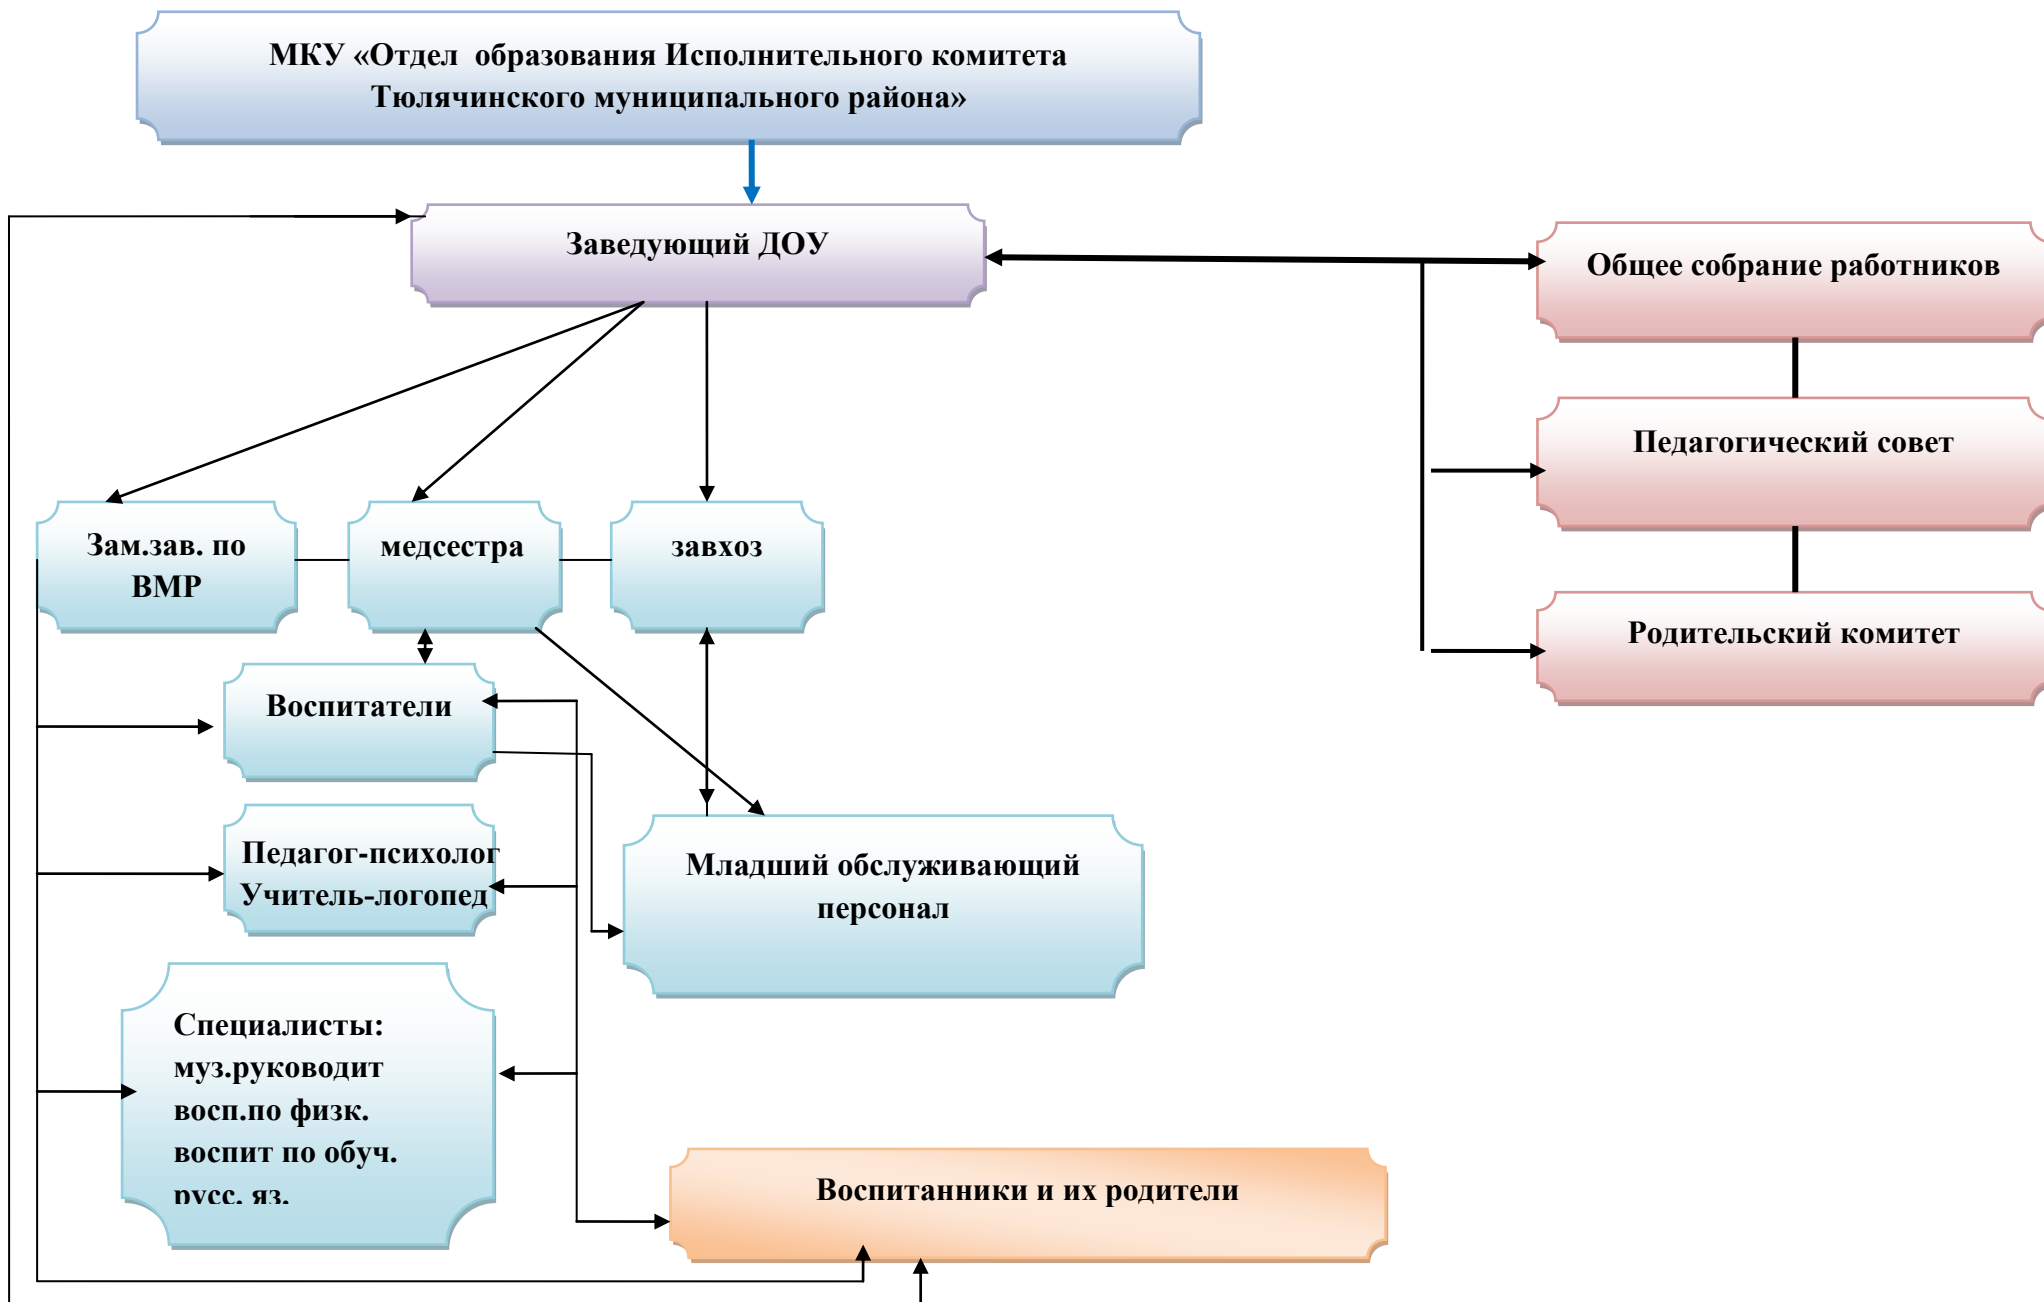 МКУ «Отдел образования Исполнительного комитета
Тюлячинского муниципального района»
Заведующий ДОУ
Общее собрание работников
Педагогический совет
Родительский комитет
Зам.зав. по
ВМР
медсестра
завхоз
Воспитатели
Педагог-психолог
Учитель-логопед
Младший обслуживающий
персонал
Специалисты:
муз.руководит
восп.по физк.
воспит по обуч.
русс. яз.
Воспитанники и их родители